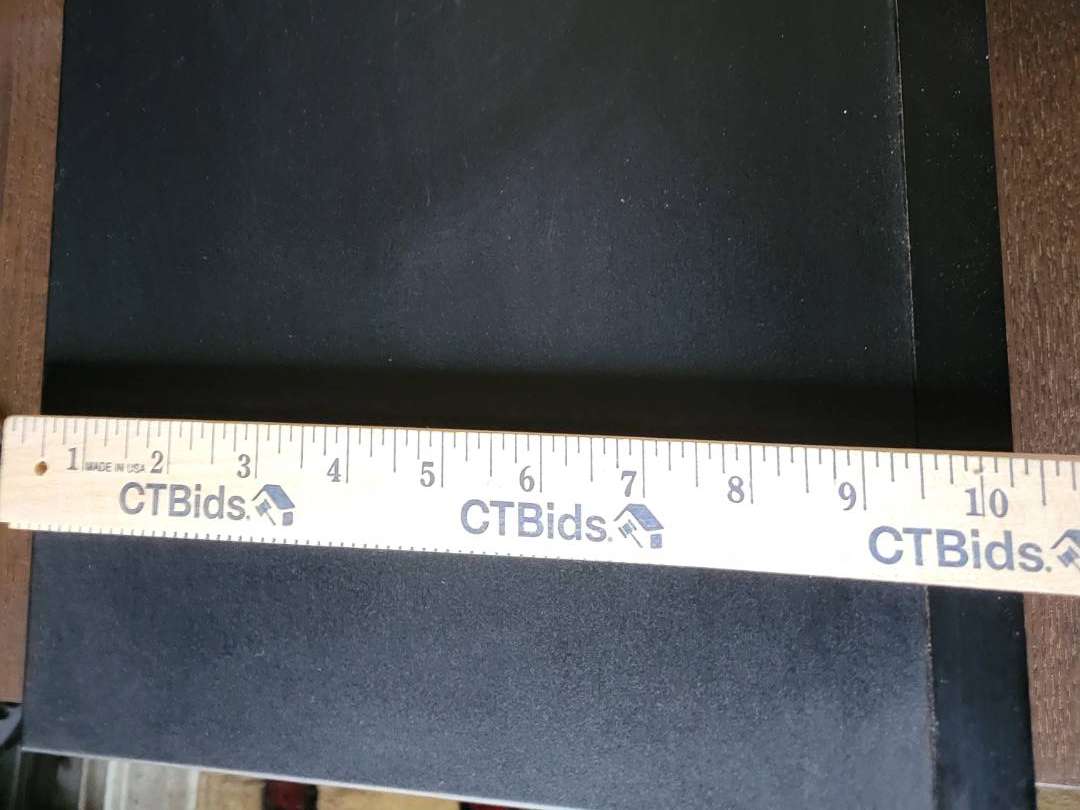 1 MADE IN USA 2 3 4 5 6 7 8 9 10
CTBids. CTBids. CTBids.